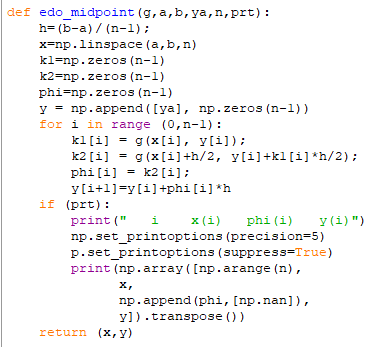 def edo_midpoint(g,a,b,ya,n,prt):
    h=(b-a)/(n-1);
    x=np.linspace(a,b,n)
    k1=np.zeros(n-1)
    k2=np.zeros(n-1)
    phi=np.zeros(n-1)
    y = np.append([ya], np.zeros(n-1))
    for i in range (0,n-1):
        k1[i] = g(x[i], y[i]);
        k2[i] = g(x[i]+h/2, y[i]+k1[i]*h/2);
        phi[i] = k2[i];
        y[i+1]=y[i]+phi[i]*h
    if (prt):
        print("   i    x(i)   phi(i)   y(i)")
        np.set_printoptions(precision=5)
        p.set_printoptions(suppress=True)
        print(np.array([np.arange(n),
              x,
              np.append(phi,[np.nan]),
              y]).transpose())
    return (x,y)